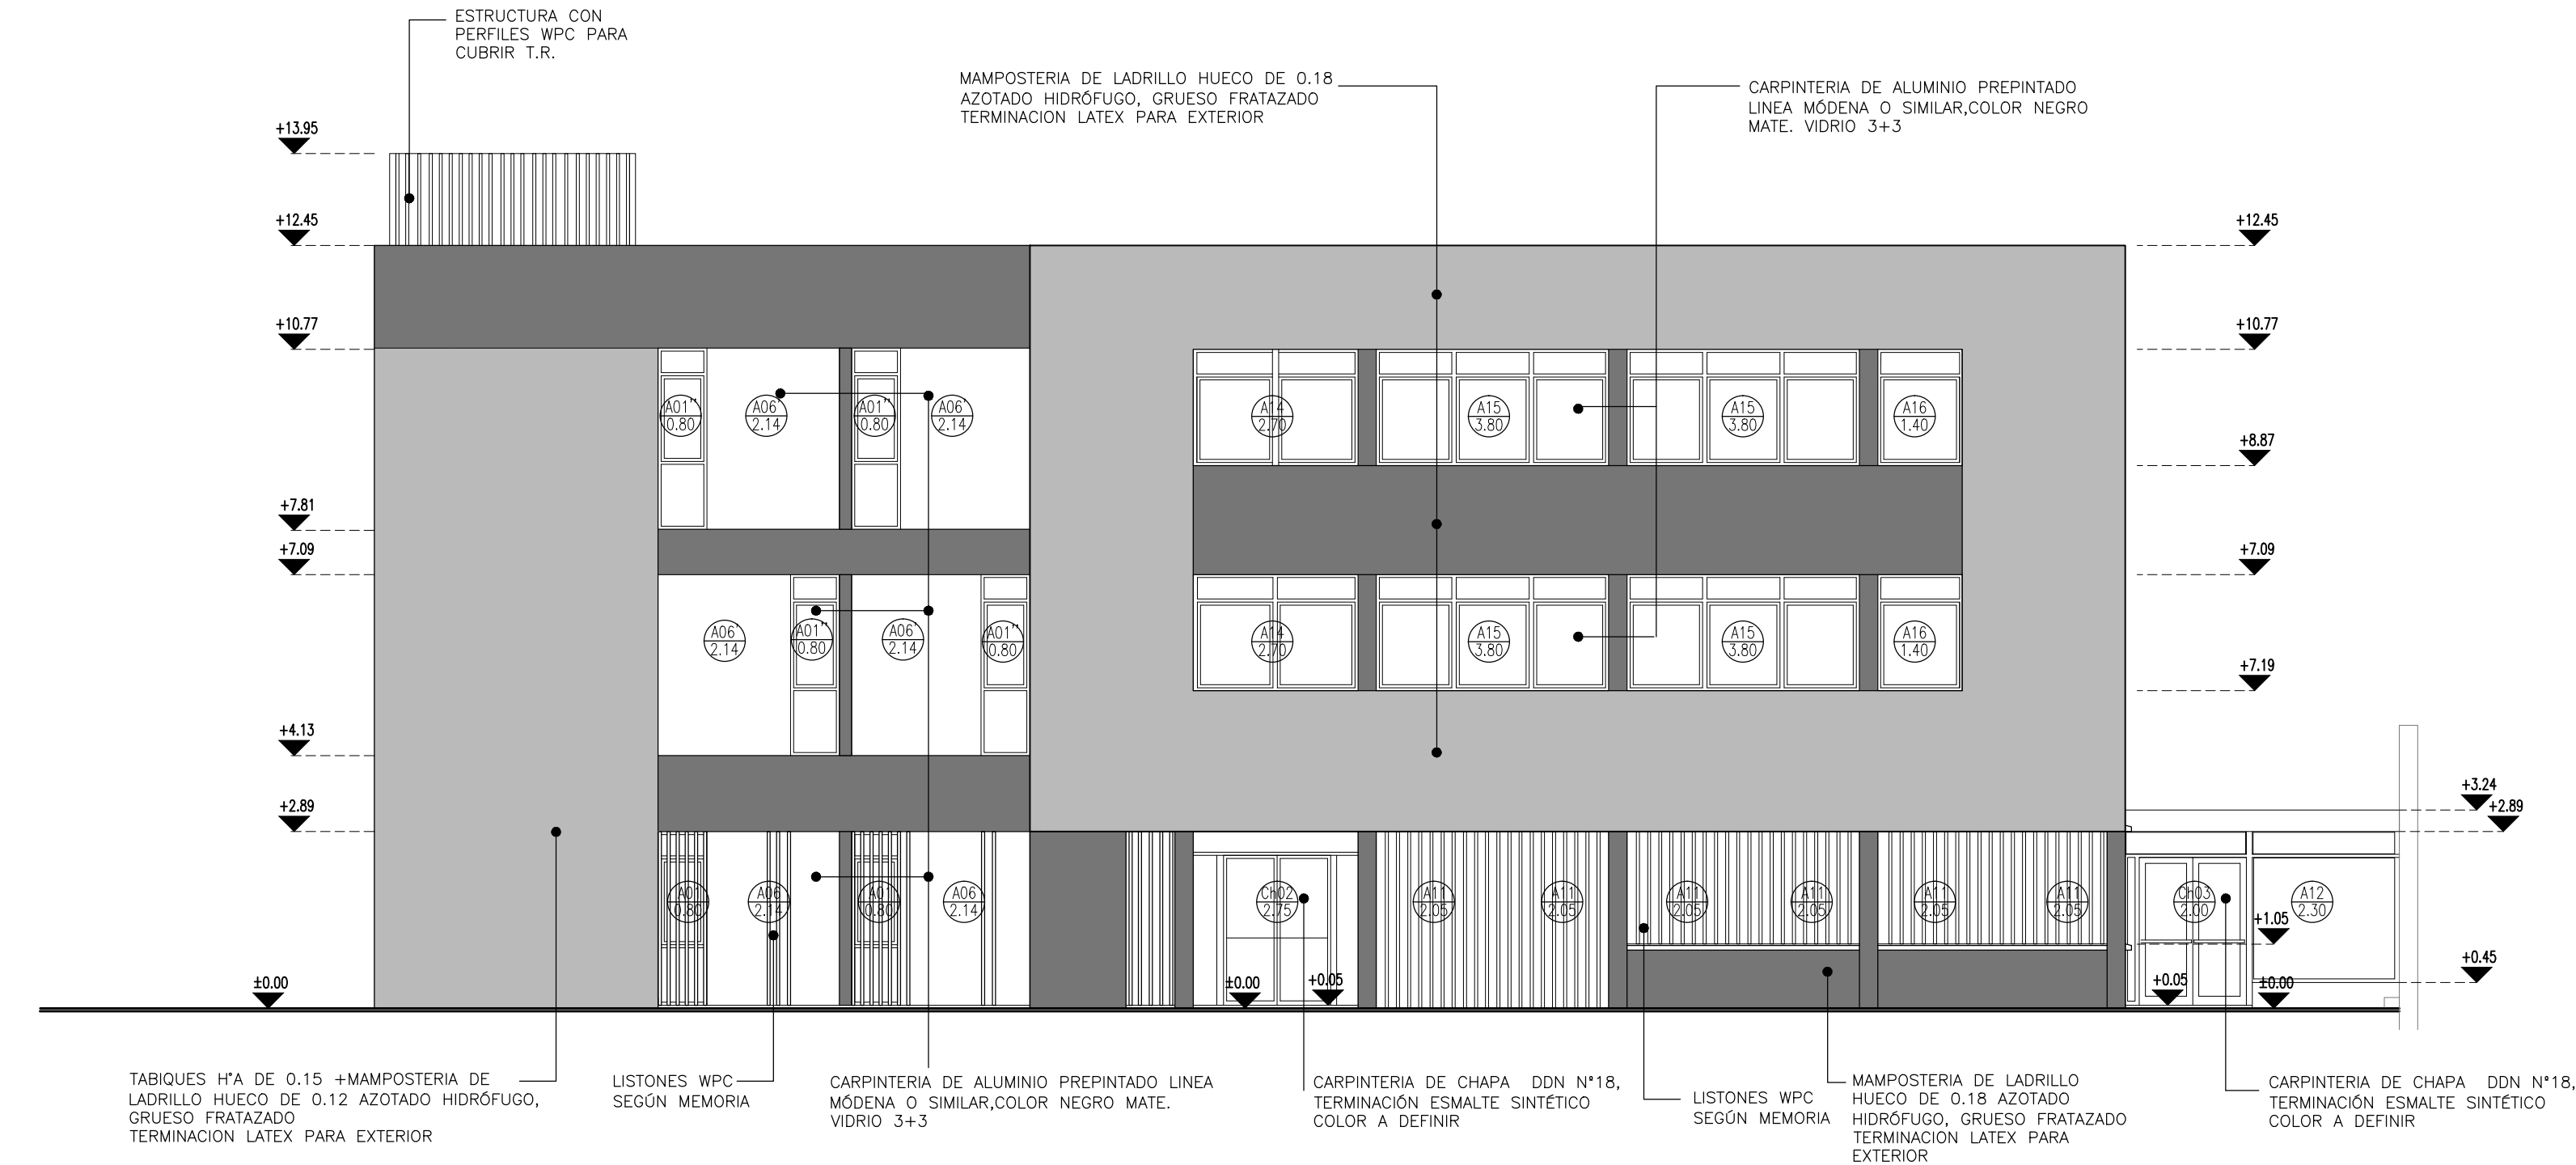 ESTRUCTURA CON
PERFILES WPC PARA
CUBRIR T.R.
MAMPOSTERIA DE LADRILLO HUECO DE 0.18
AZOTADO HIDRÓFUGO, GRUESO FRATAZADO
TERMINACION LATEX PARA EXTERIOR
CARPINTERIA DE ALUMINIO PREPINTADO
LINEA MÓDENA O SIMILAR,COLOR NEGRO
MATE. VIDRIO 3+3
+13.95
+12.45
+12.45
+10.77
+10.77
A01''
0.80
A06'
2.14
A01''
0.80
A06'
2.14
A14
2.70
A15
3.80
A15
3.80
A16
1.40
+8.87
+7.81
+7.09
+7.09
A06'
2.14
A01''
0.80
A06'
2.14
A01''
0.80
A14
2.70
A15
3.80
A15
3.80
A16
1.40
+7.19
+4.13
+3.24
+2.89
+2.89
A01
0.80
A06
2.14
A01
0.80
A06
2.14
Ch02
2.75
A11
2.05
A11
2.05
A11
2.05
A11
2.05
A11
2.05
A11
2.05
Ch03
2.00
A12
2.30
+1.05
+0.45
±0.00
±0.00
+0.05
+0.05
±0.00
TABIQUES H°A DE 0.15 +MAMPOSTERIA DE
LADRILLO HUECO DE 0.12 AZOTADO HIDRÓFUGO,
GRUESO FRATAZADO
TERMINACION LATEX PARA EXTERIOR
LISTONES WPC
SEGÚN MEMORIA
CARPINTERIA DE ALUMINIO PREPINTADO LINEA
MÓDENA O SIMILAR,COLOR NEGRO MATE.
VIDRIO 3+3
CARPINTERIA DE CHAPA DDN N°18,
TERMINACIÓN ESMALTE SINTÉTICO
COLOR A DEFINIR
LISTONES WPC
SEGÚN MEMORIA
MAMPOSTERIA DE LADRILLO
HUECO DE 0.18 AZOTADO
HIDRÓFUGO, GRUESO FRATAZADO
TERMINACION LATEX PARA
EXTERIOR
CARPINTERIA DE CHAPA DDN N°18,
TERMINACIÓN ESMALTE SINTÉTICO
COLOR A DEFINIR